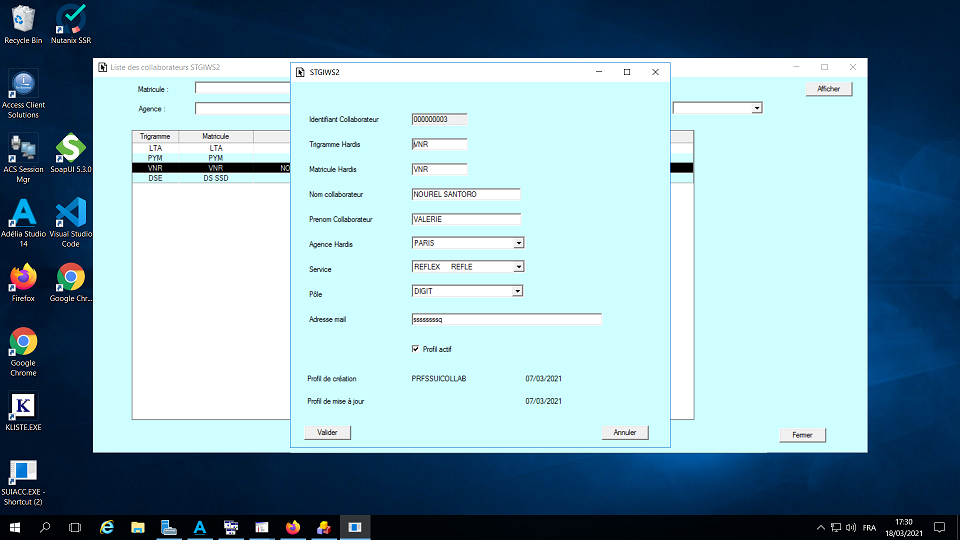 Recycle Bin
Nutanix SSR
Access Client Solutions
ACS Session Mgr
SoapUI 5.3.0
Adélia Studio 14
Visual Studio Code
Firefox
Google Chr...
Google Chrome
KLISTE.EXE
SUIACC.EXE - Shortcut (2)
Liste des collaborateurs STGIWS2
Matricule :
Agence :
Afficher
Trigramme Matricule
LTA LTA
PYM PYM
VNR VNR NO
DSE DS SSD
Fermer
STGIWS2
Identifiant Collaborateur 000000003
Trigramme Hardis VNR
Matricule Hardis VNR
Nom collaborateur NOUREL SANTORO
Prenom Collaborateur VALERIE
Agence Hardis PARIS
Service REFLEX REFLE
Pôle DIGIT
Adresse mail sssssssssq
Profil actif
Profil de création PRFSSUICOLLAB 07/03/2021
Profil de mise à jour 07/03/2021
Valider Annuler
FRA
17:30
18/03/2021